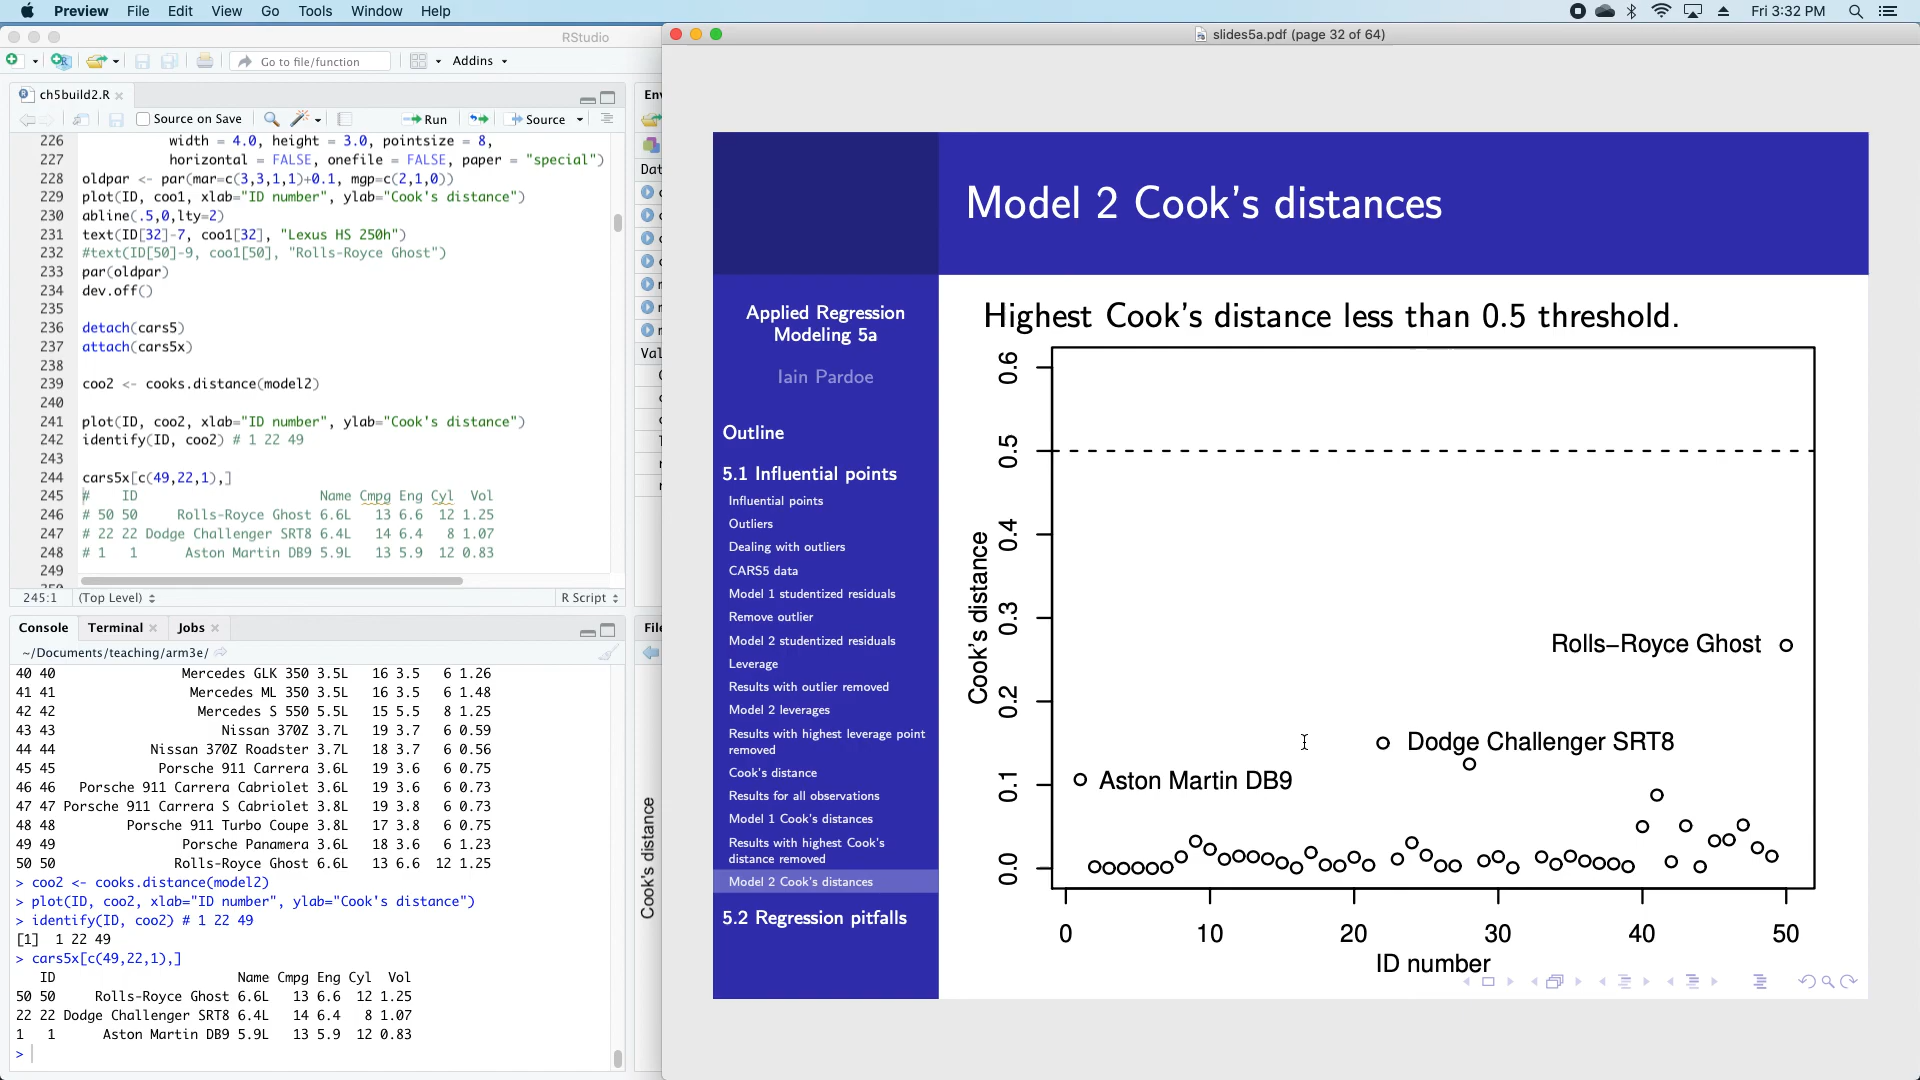 Preview File Edit View Go Tools Window Help
Fri 3:32 PM
RStudio
Go to file/function
Addins
ch5build2.R
Source on Save
Run
Source
226 width = 4.0, height = 3.0, pointsize = 8,
227 horizontal = FALSE, onefile = FALSE, paper = "special")
228 oldpar <- par(mar=c(3,3,1,1)+0.1, mgp=c(2,1,0))
229 plot(ID, coo1, xlab="ID number", ylab="Cook's distance")
230 abline(.5,0,lty=2)
231 text(ID[32]-7, coo1[32], "Lexus HS 250h")
232 #text(ID[50]-9, coo1[50], "Rolls-Royce Ghost")
233 par(oldpar)
234 dev.off()
235
236 detach(cars5)
237 attach(cars5x)
238
239 coo2 <- cooks.distance(model2)
240
241 plot(ID, coo2, xlab="ID number", ylab="Cook's distance")
242 identify(ID, coo2) # 1 22 49
243
244 cars5x[c(49,22,1),]
245 # ID Name Cmpg Eng Cyl Vol
246 # 50 50 Rolls-Royce Ghost 6.6L 13 6.6 12 1.25
247 # 22 22 Dodge Challenger SRT8 6.4L 14 6.4 8 1.07
248 # 1 1 Aston Martin DB9 5.9L 13 5.9 12 0.83
249
245:1 (Top Level) R Script
Console Terminal Jobs
~/Documents/teaching/arm3e/
40 40 Mercedes GLK 350 3.5L 16 3.5 6 1.26
41 41 Mercedes ML 350 3.5L 16 3.5 6 1.48
42 42 Mercedes S 550 5.5L 15 5.5 8 1.25
43 43 Nissan 370Z 3.7L 19 3.7 6 0.59
44 44 Nissan 370Z Roadster 3.7L 18 3.7 6 0.56
45 45 Porsche 911 Carrera 3.6L 19 3.6 6 0.75
46 46 Porsche 911 Carrera Cabriolet 3.6L 19 3.6 6 0.73
47 47 Porsche 911 Carrera S Cabriolet 3.8L 19 3.8 6 0.73
48 48 Porsche 911 Turbo Coupe 3.8L 17 3.8 6 0.75
49 49 Porsche Panamera 3.6L 18 3.6 6 1.23
50 50 Rolls-Royce Ghost 6.6L 13 6.6 12 1.25
> coo2 <- cooks.distance(model2)
> plot(ID, coo2, xlab="ID number", ylab="Cook's distance")
> identify(ID, coo2) # 1 22 49
[1] 1 22 49
> cars5x[c(49,22,1),]
ID Name Cmpg Eng Cyl Vol
50 50 Rolls-Royce Ghost 6.6L 13 6.6 12 1.25
22 22 Dodge Challenger SRT8 6.4L 14 6.4 8 1.07
1 1 Aston Martin DB9 5.9L 13 5.9 12 0.83
>
Cook's distance
slides5a.pdf (page 32 of 64)
Model 2 Cook's distances
Applied Regression
Modeling 5a
Iain Pardoe
Outline
5.1 Influential points
Influential points
Outliers
Dealing with outliers
CARS5 data
Model 1 studentized residuals
Remove outlier
Model 2 studentized residuals
Leverage
Results with outlier removed
Model 2 leverages
Results with highest leverage point
removed
Cook's distance
Results for all observations
Model 1 Cook's distances
Results with highest Cook's
distance removed
Model 2 Cook's distances
5.2 Regression pitfalls
Highest Cook's distance less than 0.5 threshold.
0.6
0.5
0.4
0.3
0.2
0.1
0.0
Cook's distance
Rolls–Royce Ghost
Dodge Challenger SRT8
Aston Martin DB9
0 10 20 30 40 50
ID number